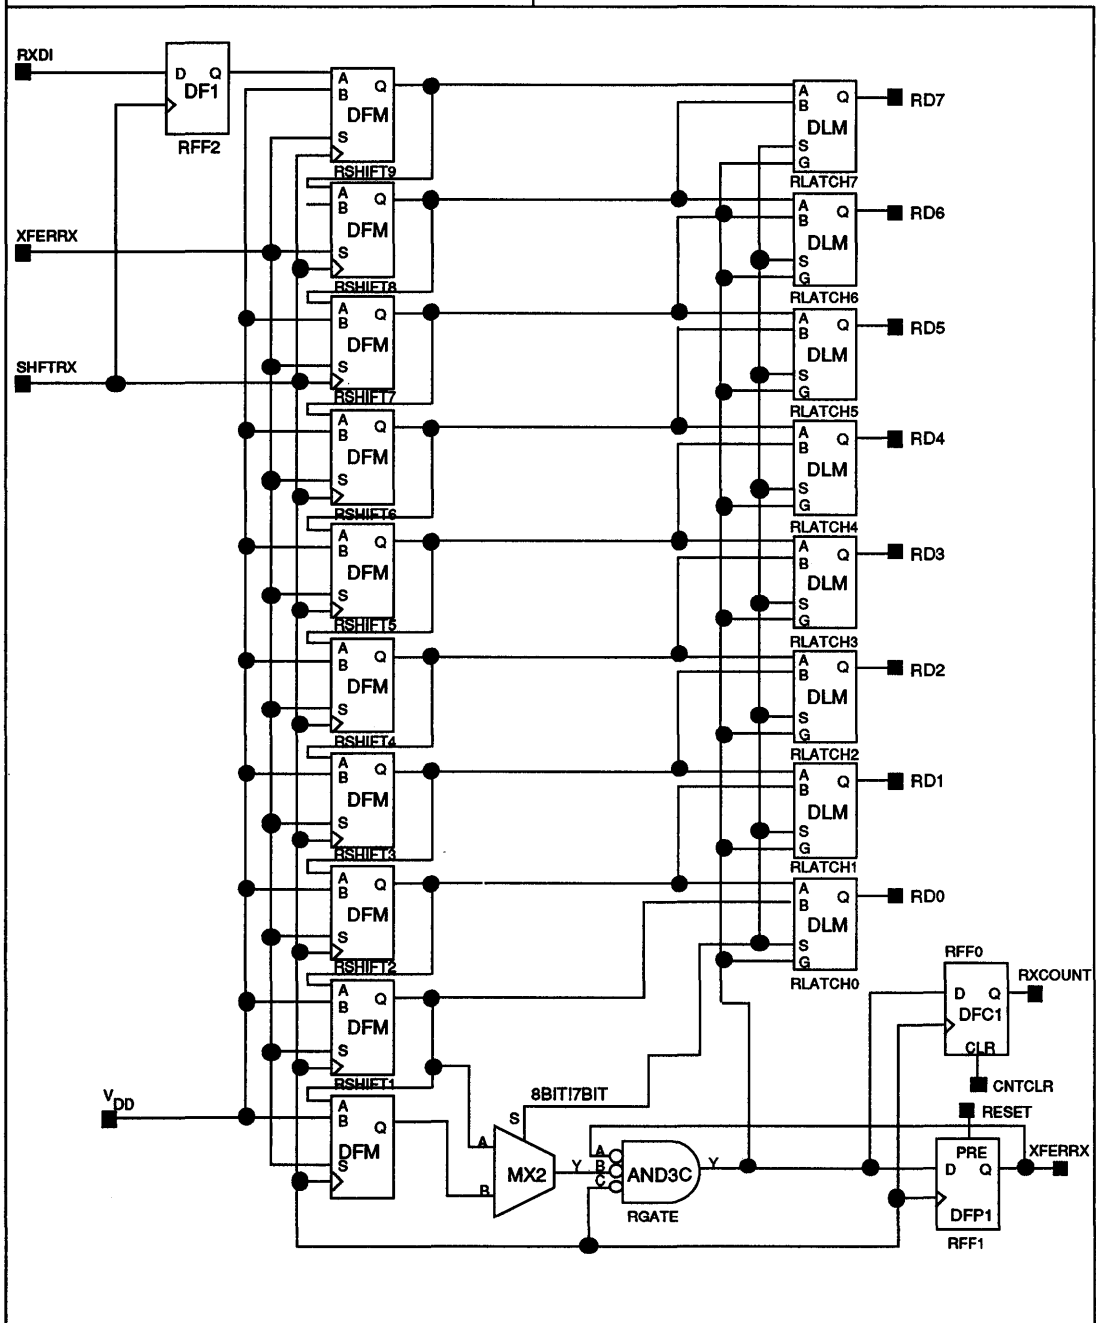 RXDI
D Q
DF1
RFF2
XFERRX
SHFTRX
V DD
A Q
B
DFM
S
RSHIFT9
A Q
B
DFM
S
RSHIFT8
A Q
B
DFM
S
RSHIFT7
A Q
B
DFM
S
RSHIFT6
A Q
B
DFM
S
RSHIFT5
A Q
B
DFM
S
RSHIFT4
A Q
B
DFM
S
RSHIFT3
A Q
B
DFM
S
RSHIFT2
A Q
B
DFM
S
RSHIFT1
A Q
B
DFM
S
A Q
B
DLM
S
G
RLATCH7
RD7
A Q
B
DLM
S
G
RLATCH6
RD6
A Q
B
DLM
S
G
RLATCH5
RD5
A Q
B
DLM
S
G
RLATCH4
RD4
A Q
B
DLM
S
G
RLATCH3
RD3
A Q
B
DLM
S
G
RLATCH2
RD2
A Q
B
DLM
S
G
RLATCH1
RD1
A Q
B
DLM
S
G
RLATCH0
RD0
8BIT!7BIT
S
A
B
MX2
Y
A
B
C
AND3C
Y
RGATE
RFF0
D Q
DFC1
CLR
RXCOUNT
CNTCLR
RESET
PRE
D Q
DFP1
RFF1
XFERRX